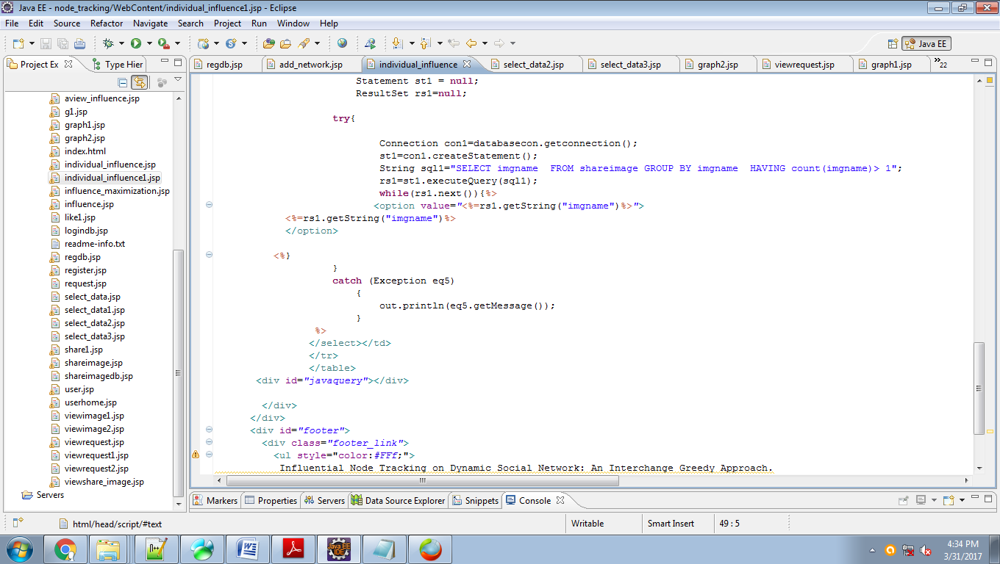 Java EE - node_tracking/WebContent/individual_influence1.jsp - Eclipse
File Edit Source Refactor Navigate Search Project Run Window Help
Java EE
Project Ex Type Hier
regdb.jsp add_network.jsp individual_influence select_data2.jsp select_data3.jsp graph2.jsp viewrequest.jsp graph1.jsp »22
aview_influence.jsp
g1.jsp
graph1.jsp
graph2.jsp
index.html
individual_influence.jsp
individual_influence1.jsp
influence_maximization.jsp
influence.jsp
like1.jsp
logindb.jsp
readme-info.txt
regdb.jsp
register.jsp
request.jsp
select_data.jsp
select_data1.jsp
select_data2.jsp
select_data3.jsp
share1.jsp
shareimage.jsp
shareimagedb.jsp
user.jsp
userhome.jsp
viewimage1.jsp
viewimage2.jsp
viewrequest.jsp
viewrequest1.jsp
viewrequest2.jsp
viewshare_image.jsp
Servers
Statement st1 = null;
ResultSet rs1=null;
try{
Connection con1=databasecon.getconnection();
st1=con1.createStatement();
String sql1="SELECT imgname  FROM shareimage GROUP BY imgname  HAVING count(imgname)> 1";
rs1=st1.executeQuery(sql1);
while(rs1.next()){%>
<option value="<%=rs1.getString("imgname")%>">
<%=rs1.getString("imgname")%>
</option>
<%}
}
catch (Exception eq5)
{
out.println(eq5.getMessage());
}
%>
</select></td>
</tr>
</table>
<div id="javaquery"></div>
</div>
</div>
<div id="footer">
<div class="footer_link">
<ul style="color:#FFf;">
Influential Node Tracking on Dynamic Social Network: An Interchange Greedy Approach.
Markers Properties Servers Data Source Explorer Snippets Console
html/head/script/#text Writable Smart Insert 49 : 5
4:34 PM
3/31/2017